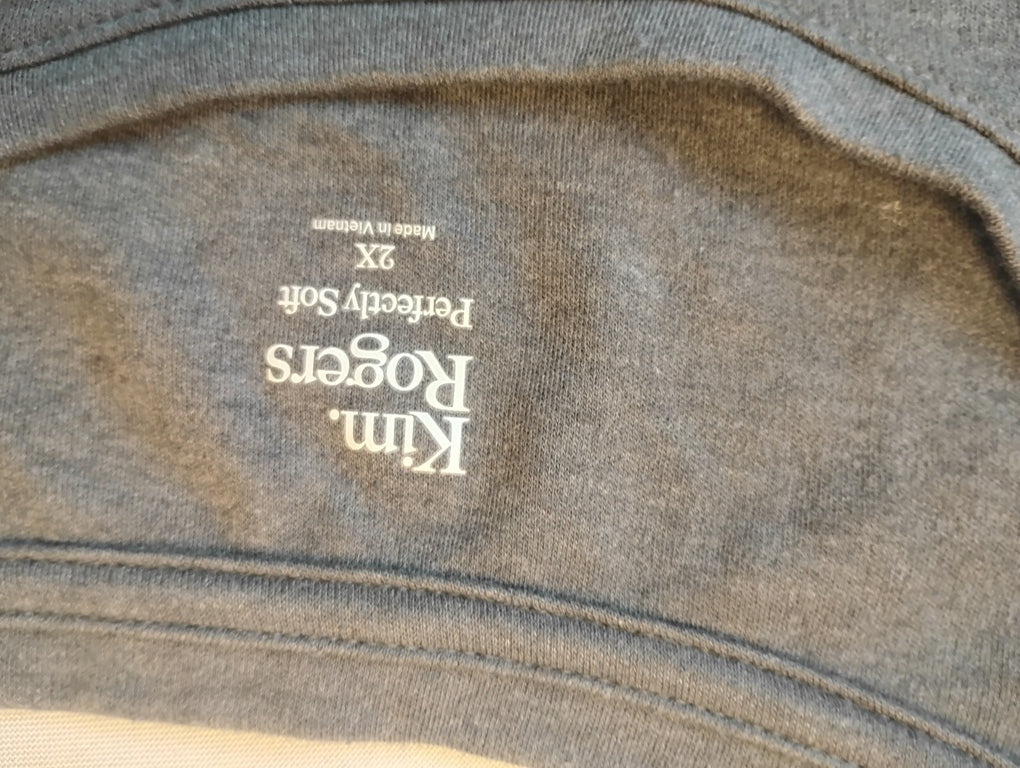 Kim.
Rogers
Perfectly Soft
2X
Made in Vietnam